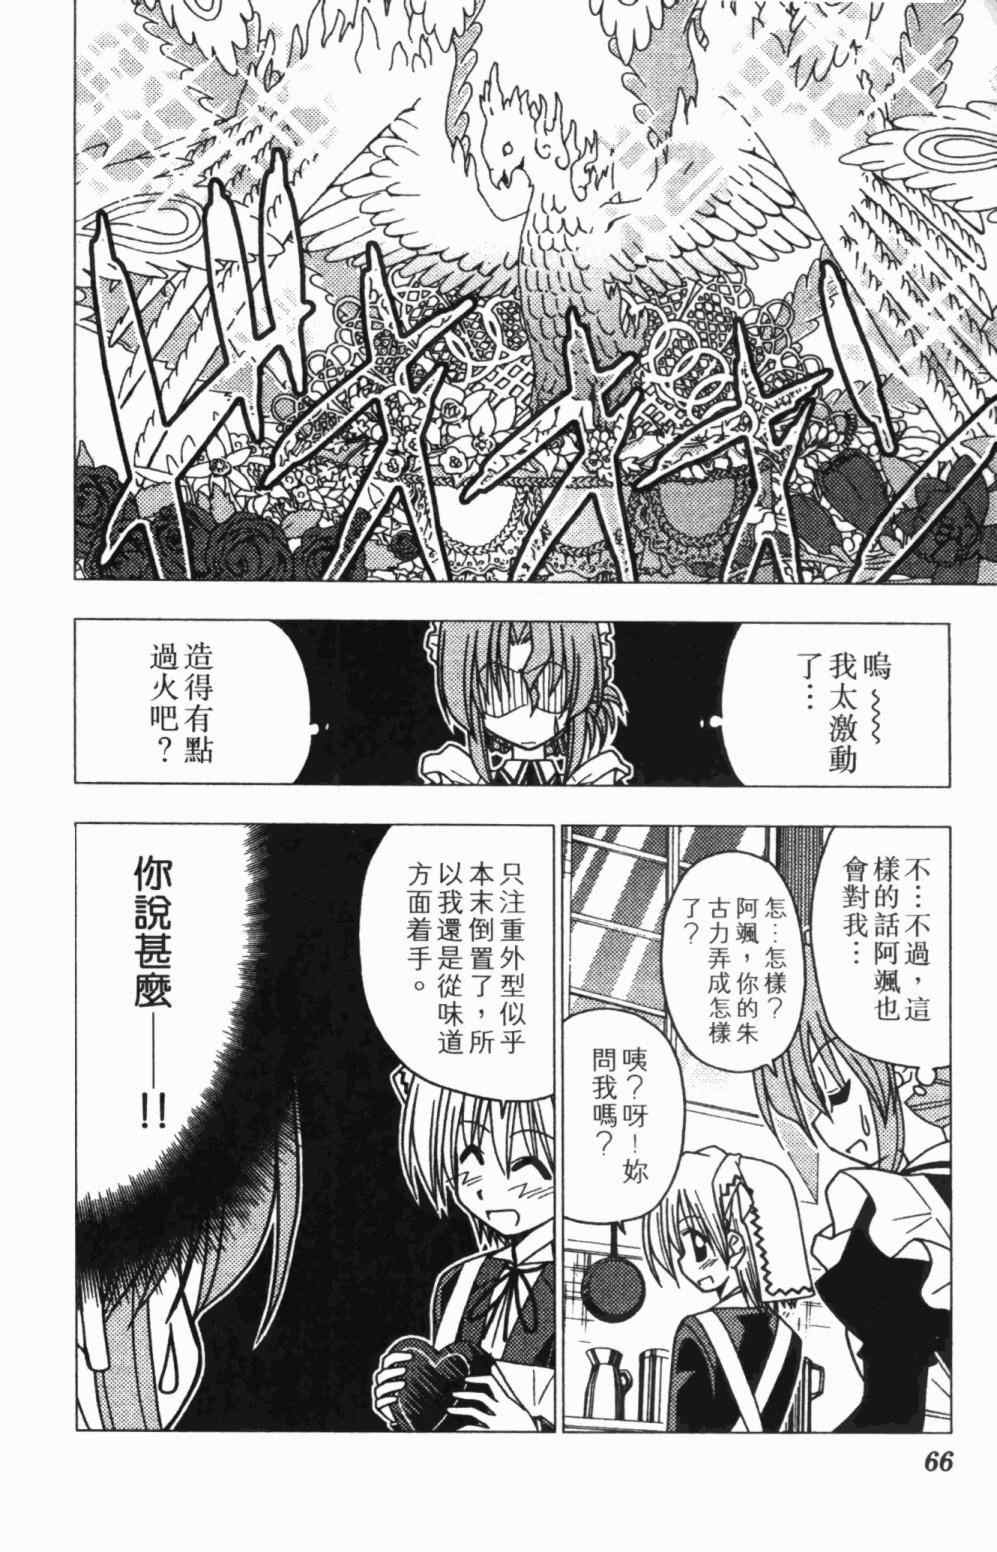 嗚～～
我太激動
了…
造得有點
過火吧？
不…不過，這
樣的話阿颯也
會對我…
怎…怎樣？
阿颯，你的朱
古力弄成怎樣
了？
咦？呀！妳
問我嗎？
只注重外型似乎
本末倒置了，所
以我還是從味道
方面着手。
你說甚麼——！！
66